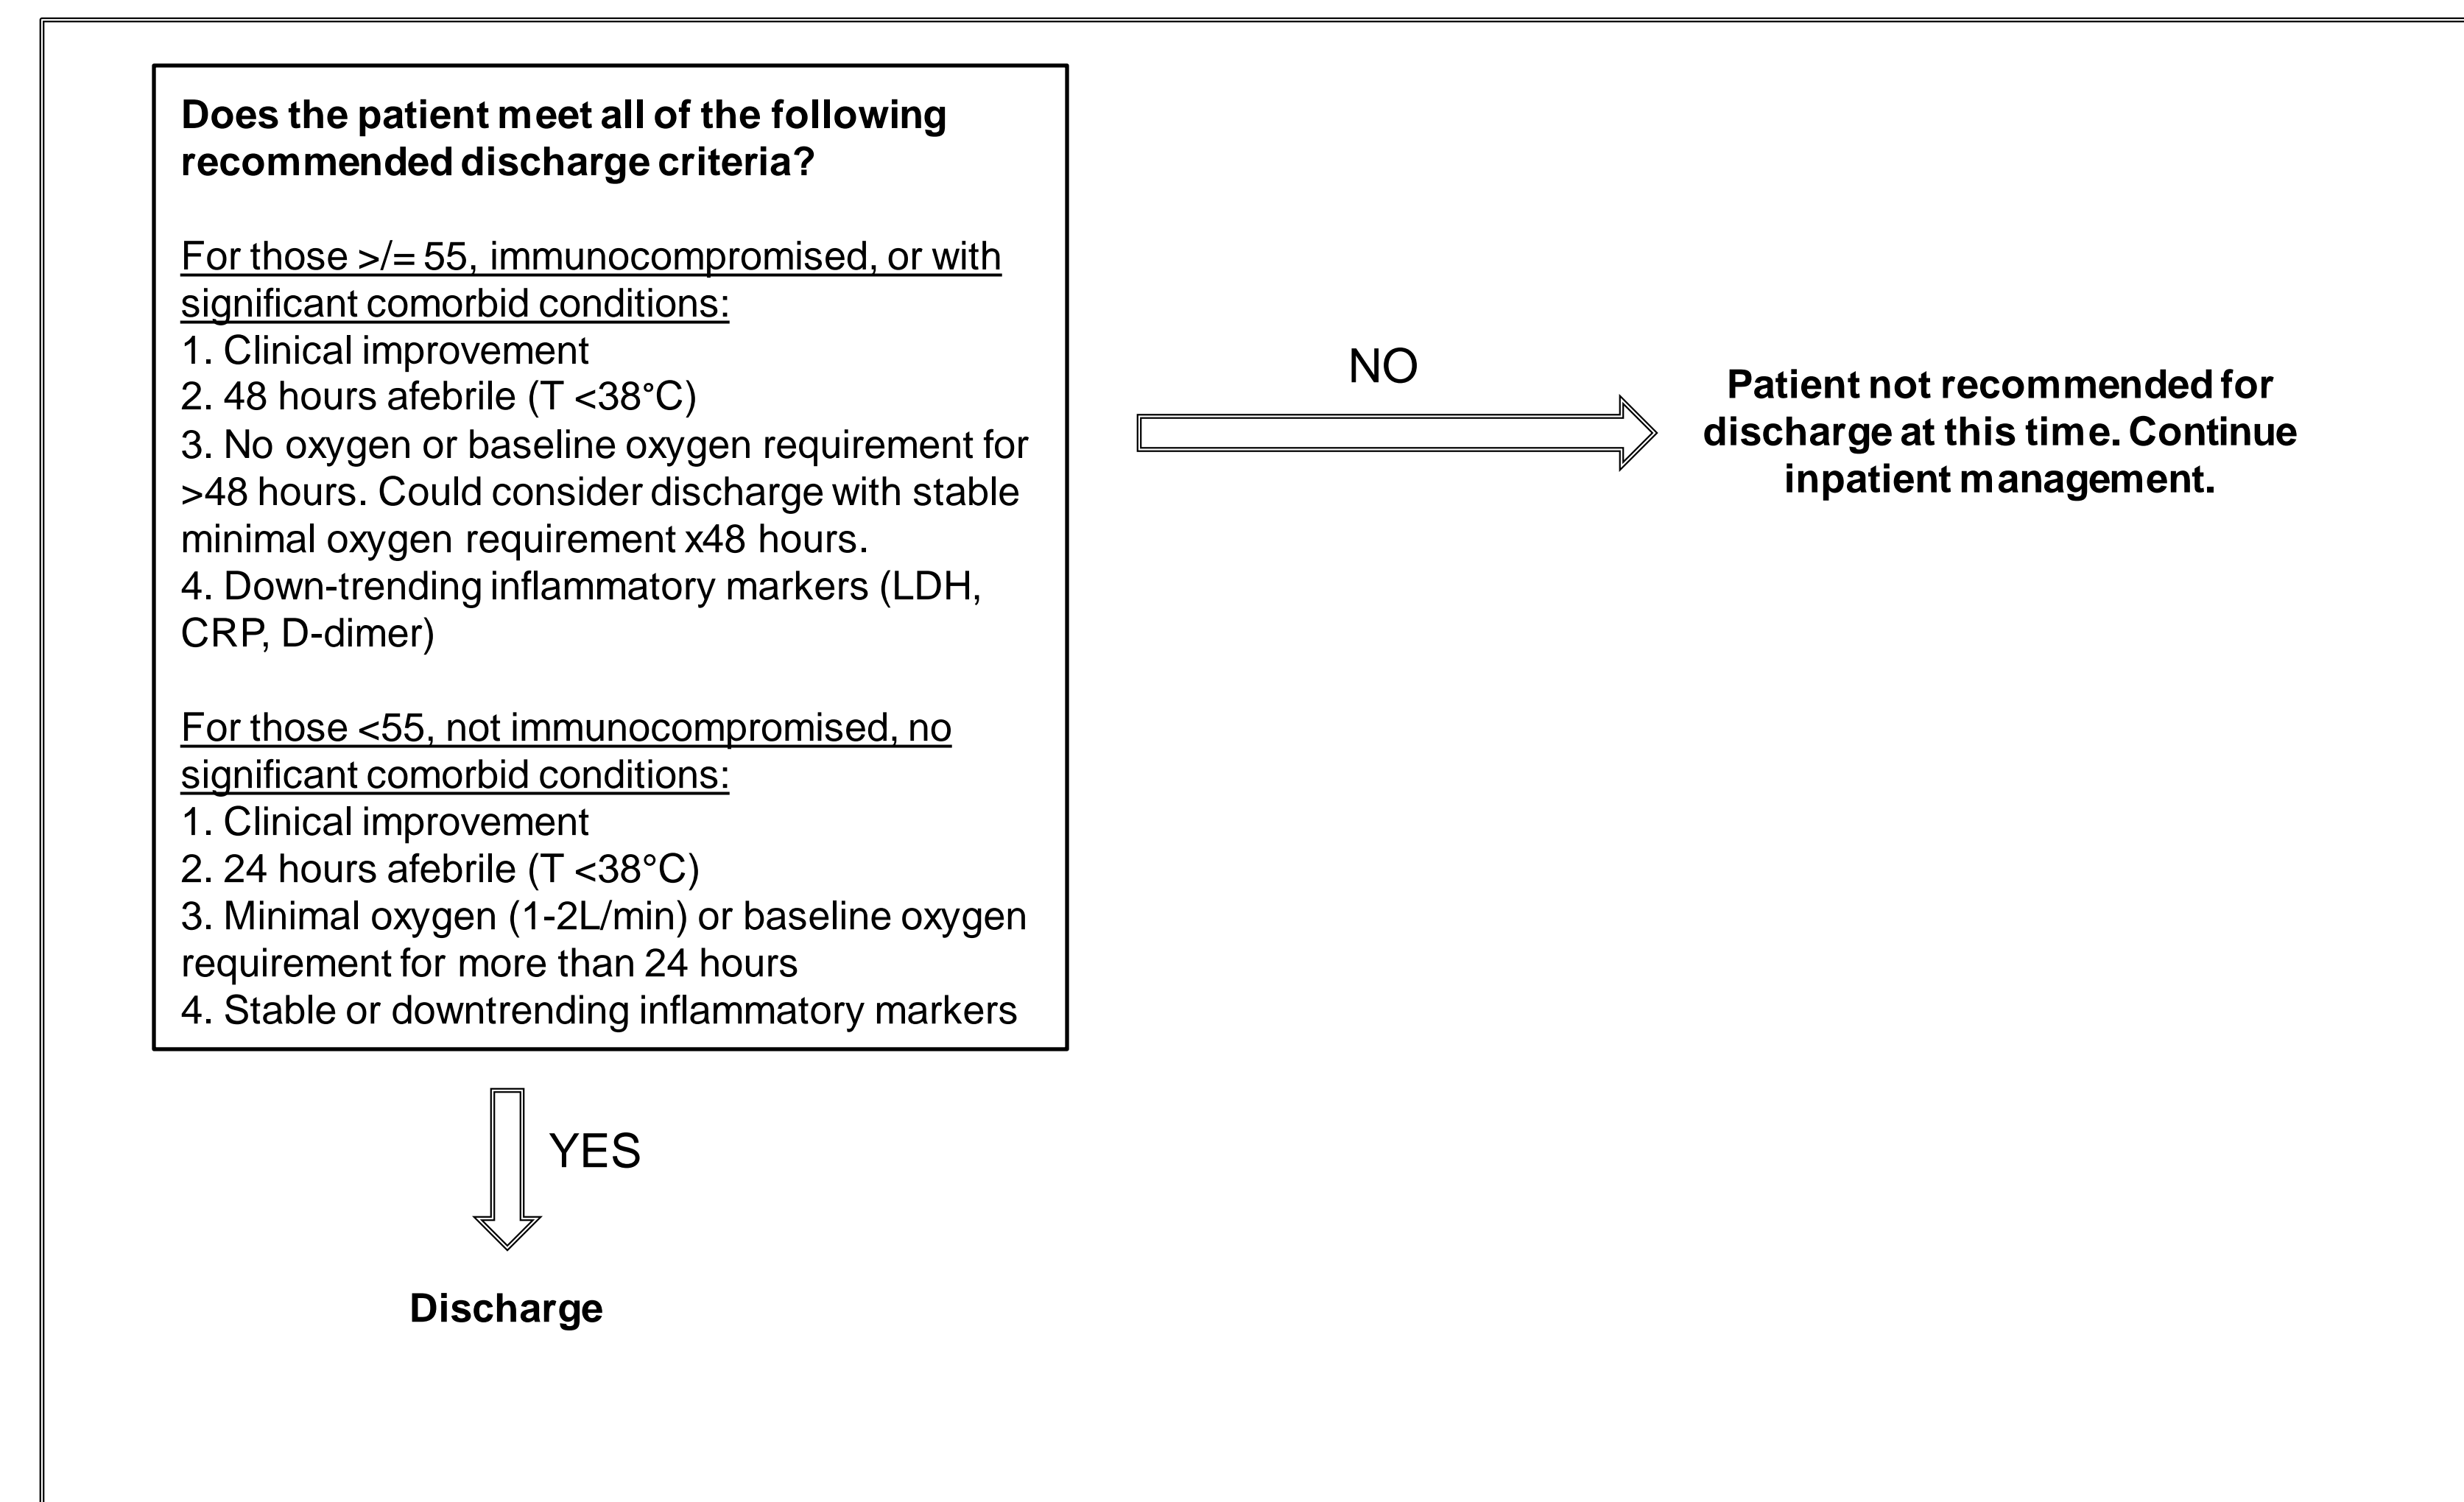 Does the patient meet all of the following
recommended discharge criteria?
For those >/= 55, immunocompromised, or with
significant comorbid conditions:
1. Clinical improvement
2. 48 hours afebrile (T <38°C)
3. No oxygen or baseline oxygen requirement for
>48 hours. Could consider discharge with stable
minimal oxygen requirement x48 hours.
4. Down-trending inflammatory markers (LDH,
CRP, D-dimer)
For those <55, not immunocompromised, no
significant comorbid conditions:
1. Clinical improvement
2. 24 hours afebrile (T <38°C)
3. Minimal oxygen (1-2L/min) or baseline oxygen
requirement for more than 24 hours
4. Stable or downtrending inflammatory markers
NO
Patient not recommended for
discharge at this time. Continue
inpatient management.
YES
Discharge